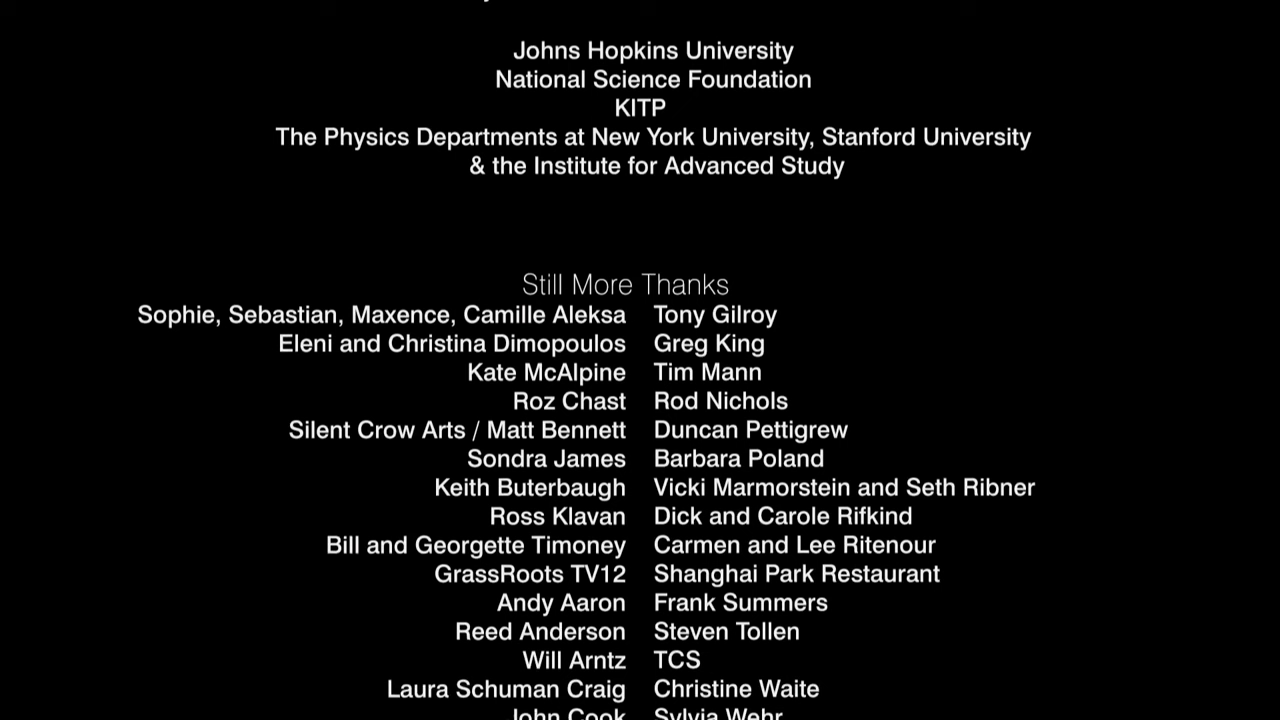 Johns Hopkins University
National Science Foundation
KITP
The Physics Departments at New York University, Stanford University
& the Institute for Advanced Study
Still More Thanks
Sophie, Sebastian, Maxence, Camille Aleksa Tony Gilroy
Eleni and Christina Dimopoulos Greg King
Kate McAlpine Tim Mann
Roz Chast Rod Nichols
Silent Crow Arts / Matt Bennett Duncan Pettigrew
Sondra James Barbara Poland
Keith Buterbaugh Vicki Marmorstein and Seth Ribner
Ross Klavan Dick and Carole Rifkind
Bill and Georgette Timoney Carmen and Lee Ritenour
GrassRoots TV12 Shanghai Park Restaurant
Andy Aaron Frank Summers
Reed Anderson Steven Tollen
Will Arntz TCS
Laura Schuman Craig Christine Waite
John Cook Sylvia Wehr